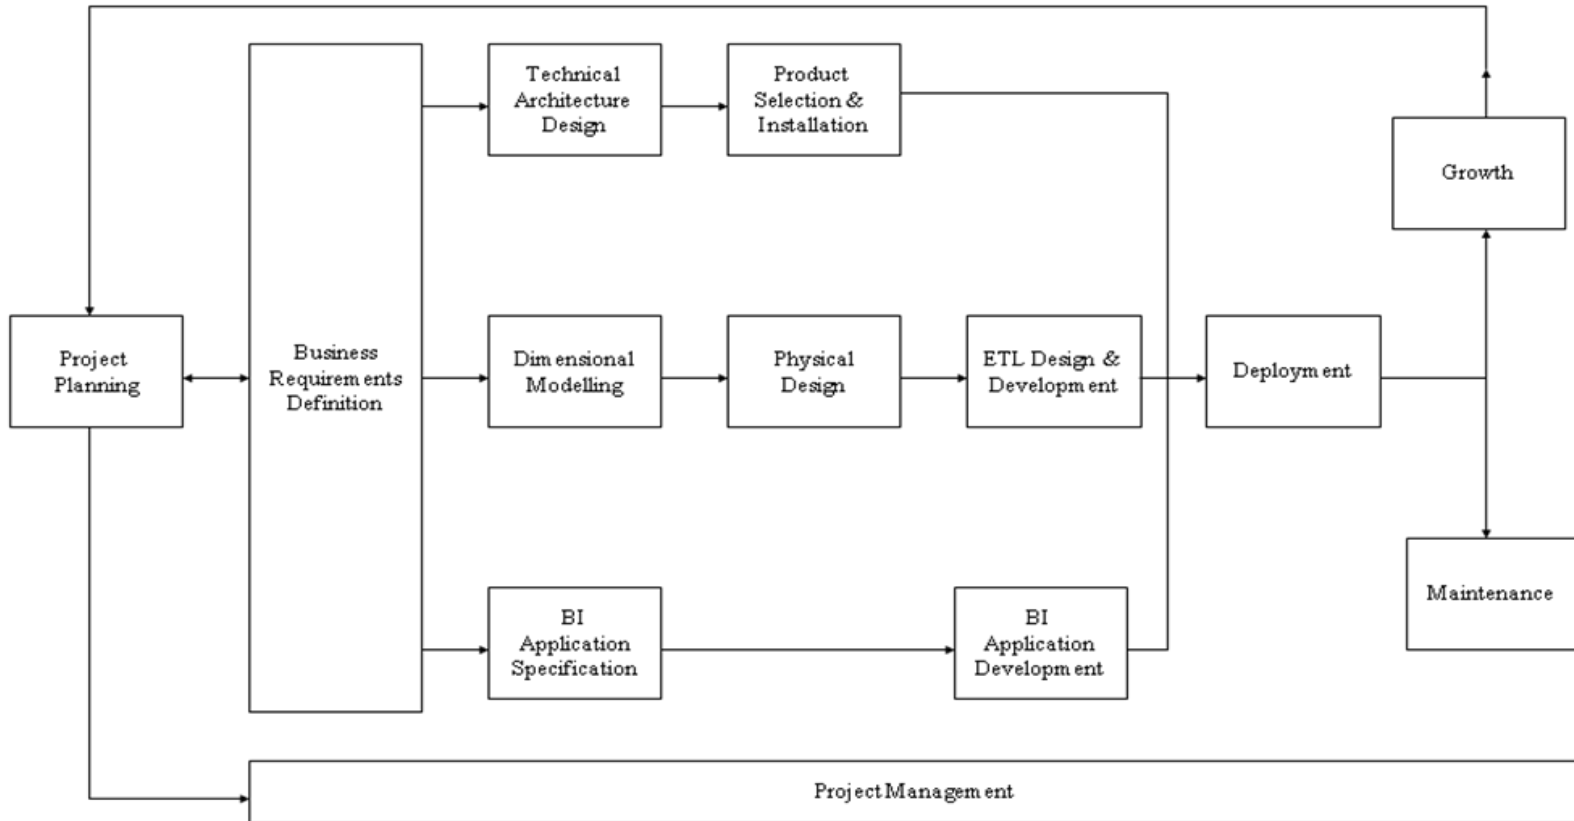 Technical
Architecture
Design
Product
Selection &
Installation
Growth
Project
Planning
Business
Requirements
Definition
Dimensional
Modelling
Physical
Design
ETL Design &
Development
Deployment
BI
Application
Specification
BI
Application
Development
Maintenance
Project Management